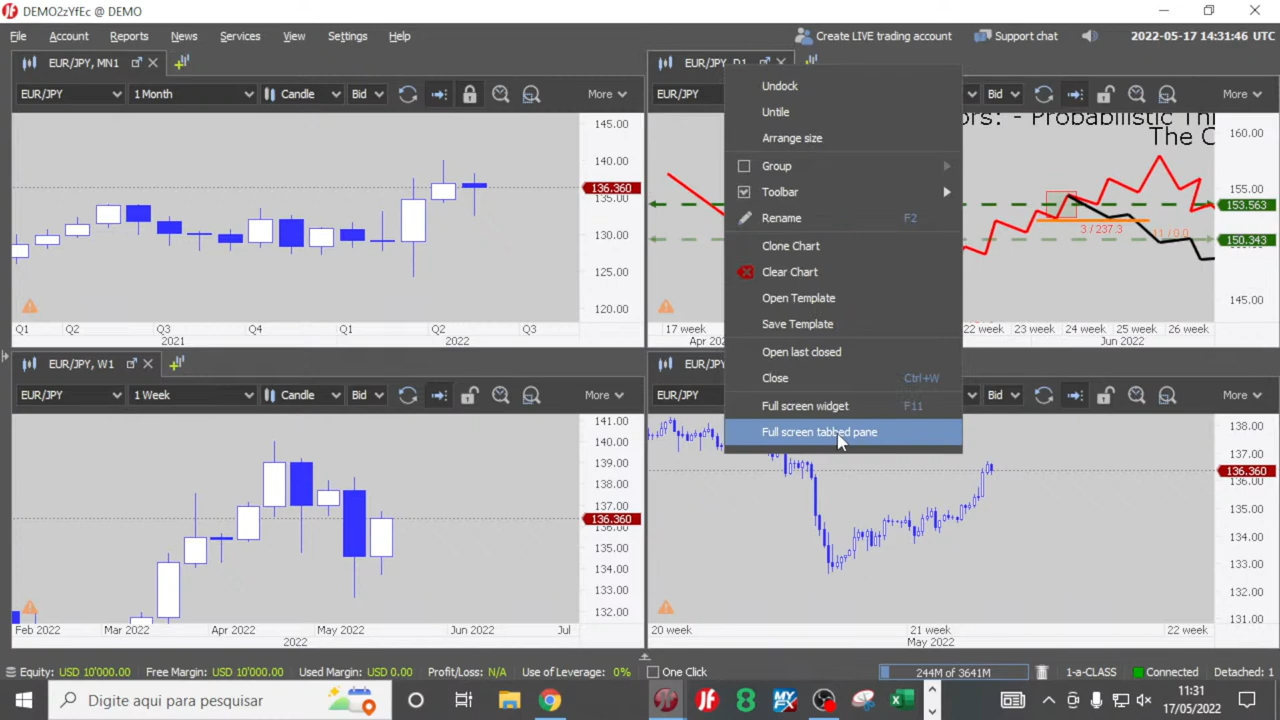 DEMO2zYfEc @ DEMO
File Account Reports News Services View Settings Help
Create LIVE trading account Support chat 2022-05-17 14:31:46 UTC
EUR/JPY, MN1
EUR/JPY 1 Month Candle Bid More
145.00
140.00
136.360
135.00
130.00
125.00
120.00
Q1 Q2 Q3 Q4 Q1 Q2 Q3
2021 2022
EUR/JPY, D1
EUR/JPY Bid More
ors: - Probabilistic Thi
The C
160.00
155.00
153.563
3 / 237.3 11 / 0.0
150.343
145.00
17 week 22 week 23 week 24 week 25 week 26 week
Apr Jun 2022
Undock
Untile
Arrange size
Group
Toolbar
Rename F2
Clone Chart
Clear Chart
Open Template
Save Template
Open last closed
Close Ctrl+W
Full screen widget F11
Full screen tabbed pane
EUR/JPY, W1
EUR/JPY 1 Week Candle Bid More
141.00
140.00
139.00
138.00
137.00
136.360
136.00
135.00
134.00
133.00
132.00
Feb 2022 Mar 2022 Apr 2022 May 2022 Jun 2022 Jul
2022
EUR/JPY
EUR/JPY Bid More
138.00
137.00
136.360
136.00
135.00
134.00
133.00
132.00
131.00
20 week 21 week 22 week
May 2022
Equity: USD 10'000.00 Free Margin: USD 10'000.00 Used Margin: USD 0.00 Profit/Loss: N/A Use of Leverage: 0% One Click 244M of 3641M 1-a-CLASS Connected Detached: 1
Digite aqui para pesquisar
11:31
17/05/2022